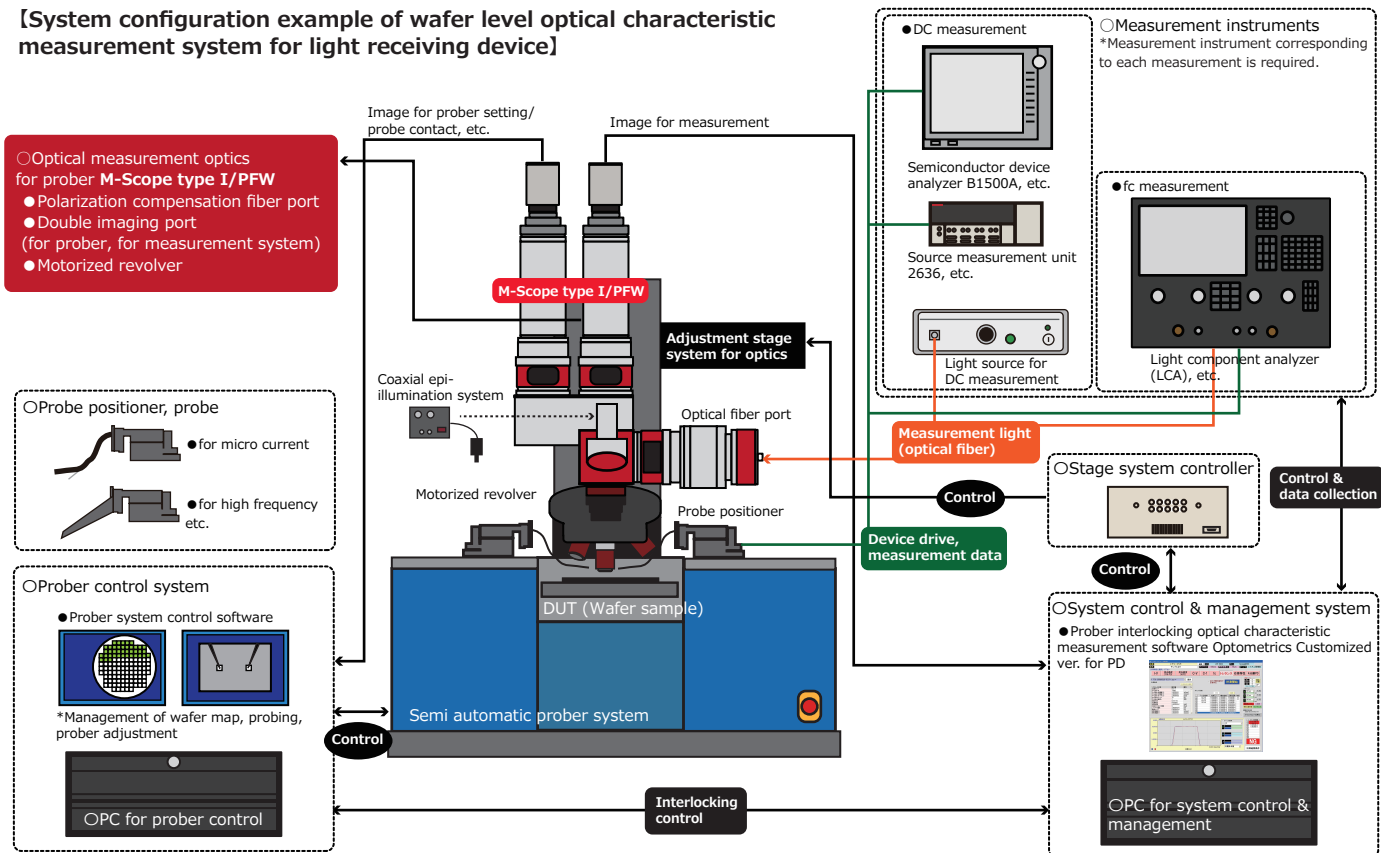 【System configuration example of wafer level optical characteristic
measurement system for light receiving device】
Image for prober setting/
probe contact, etc.
Image for measurement
○Optical measurement optics
for prober M-Scope type I/PFW
●Polarization compensation fiber port
●Double imaging port
(for prober, for measurement system)
●Motorized revolver
M-Scope type I/PFW
Adjustment stage
system for optics
Coaxial epi-
illumination system
Optical fiber port
Motorized revolver
Probe positioner
DUT (Wafer sample)
Semi automatic prober system
○Probe positioner, probe
●for micro current
●for high frequency
etc.
○Prober control system
●Prober system control software
*Management of wafer map, probing,
prober adjustment
○PC for prober control
Control
Interlocking
control
●DC measurement
Semiconductor device
analyzer B1500A, etc.
Source measurement unit
2636, etc.
Light source for
DC measurement
○Measurement instruments
*Measurement instrument corresponding
to each measurement is required.
●fc measurement
Light component analyzer
(LCA), etc.
Measurement light
(optical fiber)
Control
Device drive,
measurement data
○Stage system controller
Control &
data collection
Control
○System control & management system
●Prober interlocking optical characteristic
measurement software Optometrics Customized
ver. for PD
○PC for system control &
management